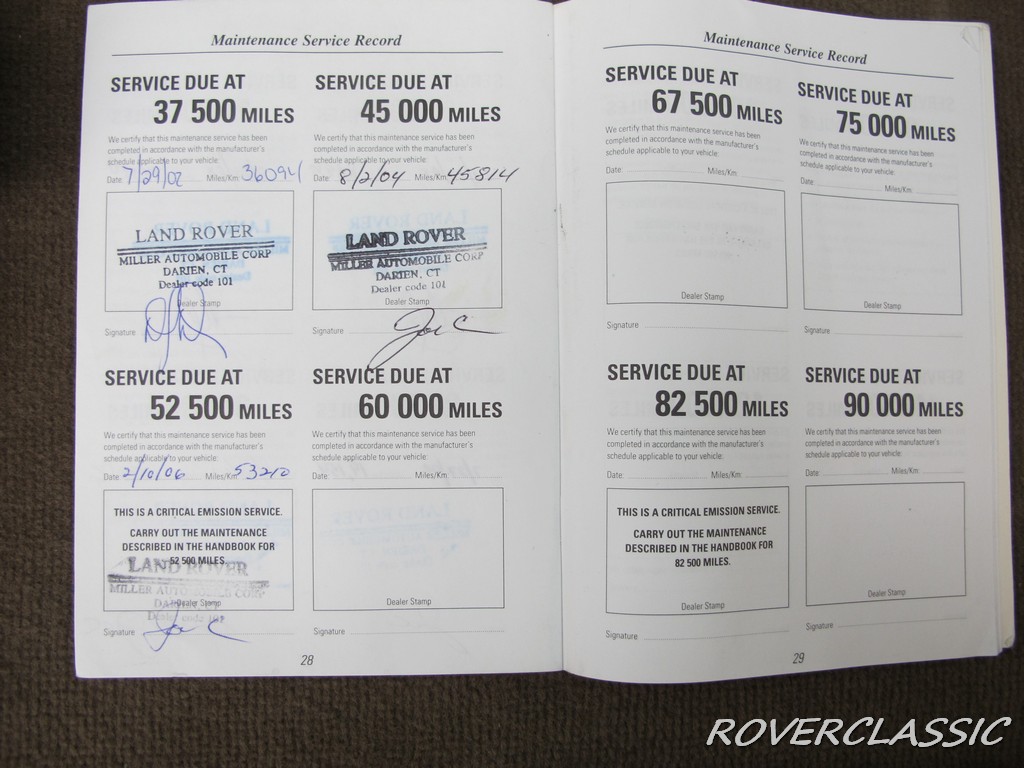 Maintenance Service Record
SERVICE DUE AT
37 500 MILES
We certify that this maintenance service has been
completed in accordance with the manufacturer's
schedule applicable to your vehicle:
Date: 7/29/02 Miles/Km: 36094
LAND ROVER
MILLER AUTOMOBILE CORP
DARIEN, CT
Dealer code 101
Dealer Stamp
Signature
SERVICE DUE AT
45 000 MILES
We certify that this maintenance service has been
completed in accordance with the manufacturer's
schedule applicable to your vehicle:
Date: 8/2/04 Miles/Km: 45814
LAND ROVER
MILLER AUTOMOBILE CORP
DARIEN, CT
Dealer code 101
Dealer Stamp
Signature Joe C
SERVICE DUE AT
52 500 MILES
We certify that this maintenance service has been
completed in accordance with the manufacturer's
schedule applicable to your vehicle:
Date: 2/10/06 Miles/Km: 53210
THIS IS A CRITICAL EMISSION SERVICE.
CARRY OUT THE MAINTENANCE
DESCRIBED IN THE HANDBOOK FOR
52 500 MILES.
LAND ROVER
MILLER AUTOMOBILE CORP
DARIEN, CT
Dealer Stamp
Dealer code 101
Signature Joe C
SERVICE DUE AT
60 000 MILES
We certify that this maintenance service has been
completed in accordance with the manufacturer's
schedule applicable to your vehicle:
Date: Miles/Km:
Dealer Stamp
Signature
28
Maintenance Service Record
SERVICE DUE AT
67 500 MILES
We certify that this maintenance service has been
completed in accordance with the manufacturer's
schedule applicable to your vehicle:
Date: Miles/Km:
Dealer Stamp
Signature
SERVICE DUE AT
75 000 MILES
We certify that this maintenance service has been
completed in accordance with the manufacturer's
schedule applicable to your vehicle:
Date: Miles/Km:
Dealer Stamp
Signature
SERVICE DUE AT
82 500 MILES
We certify that this maintenance service has been
completed in accordance with the manufacturer's
schedule applicable to your vehicle:
Date: Miles/Km:
THIS IS A CRITICAL EMISSION SERVICE.
CARRY OUT THE MAINTENANCE
DESCRIBED IN THE HANDBOOK FOR
82 500 MILES.
Dealer Stamp
Signature
SERVICE DUE AT
90 000 MILES
We certify that this maintenance service has been
completed in accordance with the manufacturer's
schedule applicable to your vehicle:
Date: Miles/Km:
Dealer Stamp
Signature
29
ROVERCLASSIC